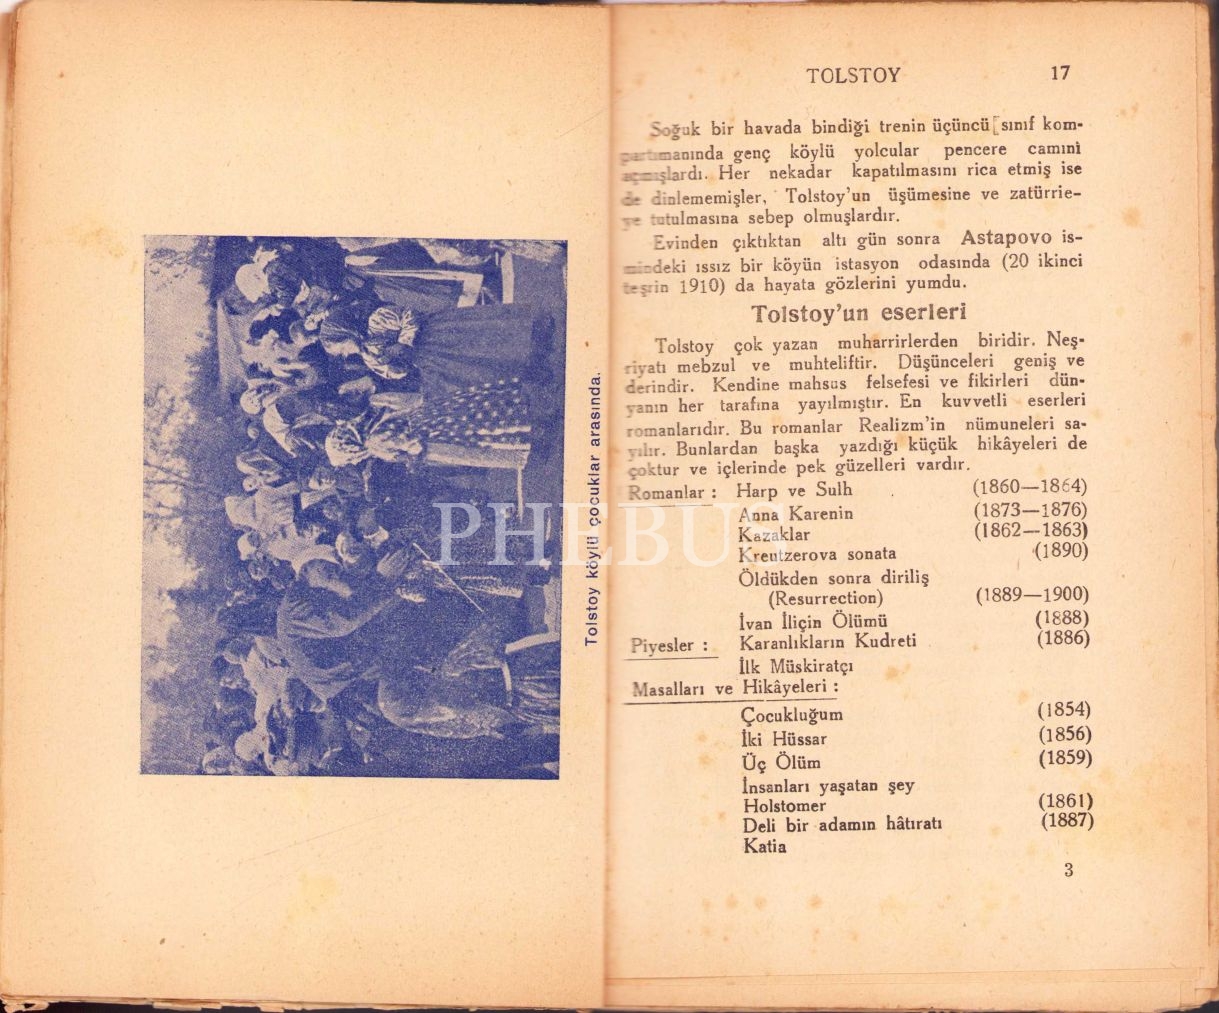 Tolstoy köylü çocuklar arasında.
TOLSTOY 17
Soğuk bir havada bindiği trenin üçüncü sınıf kom-
partımanında genç köylü yolcular pencere camını
açmışlardı. Her nekadar kapatılmasını rica etmiş ise
de dinlememişler, Tolstoy'un üşümesine ve zatürrie-
ye tutulmasına sebep olmuşlardır.
Evinden çıktıktan altı gün sonra Astapovo is-
mindeki ıssız bir köyün istasyon odasında (20 ikinci
teşrin 1910) da hayata gözlerini yumdu.
Tolstoy'un eserleri
Tolstoy çok yazan muharrirlerden biridir. Neş-
riyatı mebzul ve muhteliftir. Düşünceleri geniş ve
derindir. Kendine mahsus felsefesi ve fikirleri dün-
yanın her tarafına yayılmıştır. En kuvvetli eserleri
romanlarıdır. Bu romanlar Realizm'in nümuneleri sa-
yılır. Bunlardan başka yazdığı küçük hikâyeleri de
çoktur ve içlerinde pek güzelleri vardır.
Romanlar : Harp ve Sulh (1860—1864)
Anna Karenin (1873—1876)
Kazaklar (1862—1863)
Kreutzerova sonata (1890)
Öldükden sonra diriliş
(Resurrection) (1889—1900)
İvan İliçin Ölümü (1888)
Piyesler : Karanlıkların Kudreti (1886)
İlk Müskiratçı
Masalları ve Hikâyeleri :
Çocukluğum (1854)
İki Hüssar (1856)
Üç Ölüm (1859)
İnsanları yaşatan şey
Holstomer (1861)
Deli bir adamın hâtıratı (1887)
Katia
3
PHEBUS